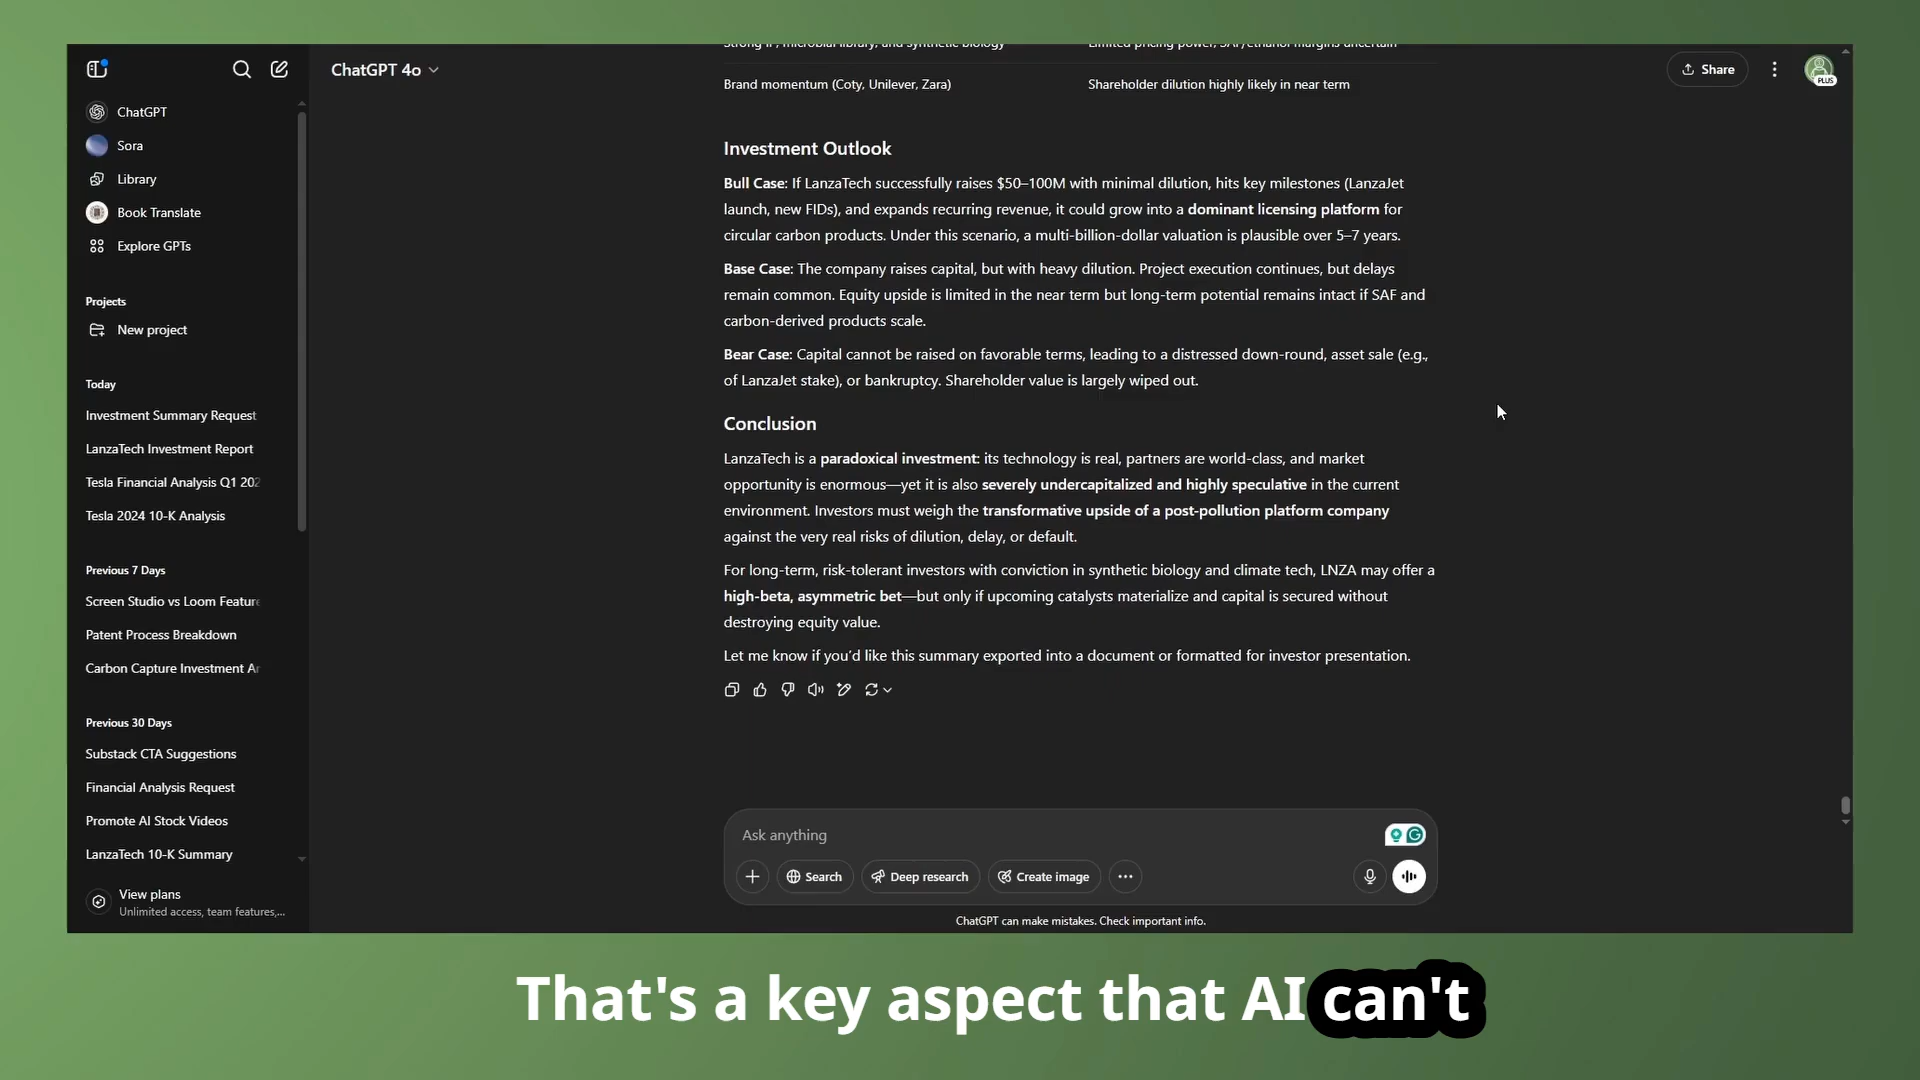 ChatGPT 4o
Share
PLUS
ChatGPT
Sora
Library
Book Translate
Explore GPTs
Projects
New project
Today
Investment Summary Request
LanzaTech Investment Report
Tesla Financial Analysis Q1 202
Tesla 2024 10-K Analysis
Previous 7 Days
Screen Studio vs Loom Feature
Patent Process Breakdown
Carbon Capture Investment An
Previous 30 Days
Substack CTA Suggestions
Financial Analysis Request
Promote AI Stock Videos
LanzaTech 10-K Summary
View plans
Unlimited access, team features,...
Strong IP, microbial library, and synthetic biology
Limited pricing power, SAF/ethanol margins uncertain
Brand momentum (Coty, Unilever, Zara)
Shareholder dilution highly likely in near term
Investment Outlook
Bull Case: If LanzaTech successfully raises $50–100M with minimal dilution, hits key milestones (LanzaJet
launch, new FIDs), and expands recurring revenue, it could grow into a dominant licensing platform for
circular carbon products. Under this scenario, a multi-billion-dollar valuation is plausible over 5–7 years.
Base Case: The company raises capital, but with heavy dilution. Project execution continues, but delays
remain common. Equity upside is limited in the near term but long-term potential remains intact if SAF and
carbon-derived products scale.
Bear Case: Capital cannot be raised on favorable terms, leading to a distressed down-round, asset sale (e.g.,
of LanzaJet stake), or bankruptcy. Shareholder value is largely wiped out.
Conclusion
LanzaTech is a paradoxical investment: its technology is real, partners are world-class, and market
opportunity is enormous—yet it is also severely undercapitalized and highly speculative in the current
environment. Investors must weigh the transformative upside of a post-pollution platform company
against the very real risks of dilution, delay, or default.
For long-term, risk-tolerant investors with conviction in synthetic biology and climate tech, LNZA may offer a
high-beta, asymmetric bet—but only if upcoming catalysts materialize and capital is secured without
destroying equity value.
Let me know if you'd like this summary exported into a document or formatted for investor presentation.
Ask anything
Search
Deep research
Create image
ChatGPT can make mistakes. Check important info.
That's a key aspect that AI can't